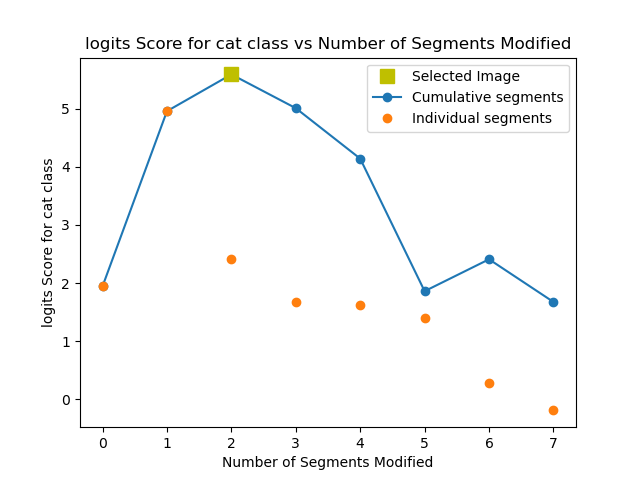 logits Score for cat class vs Number of Segments Modified
Selected Image
Cumulative segments
Individual segments
logits Score for cat class
5
4
3
2
1
0
0 1 2 3 4 5 6 7
Number of Segments Modified